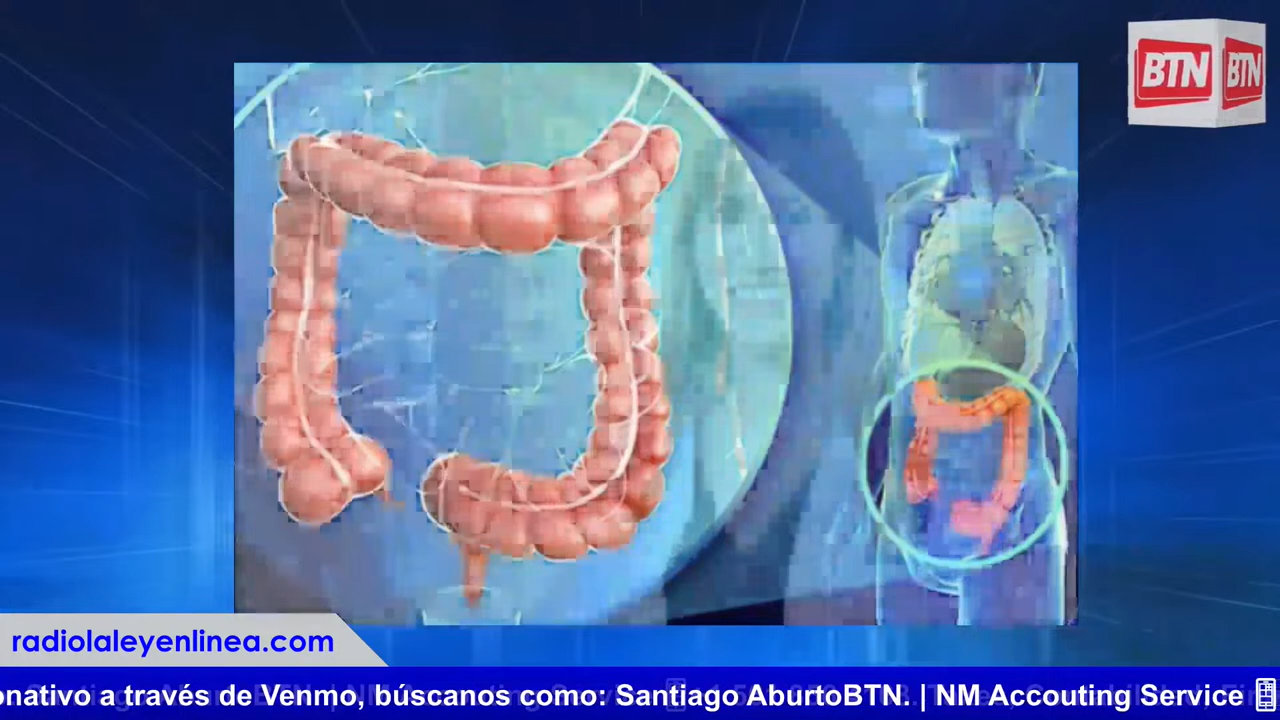 BTN BTN
radiolaleyenlinea.com
onativo a través de Venmo, búscanos como: Santiago AburtoBTN. | NM Accouting Service